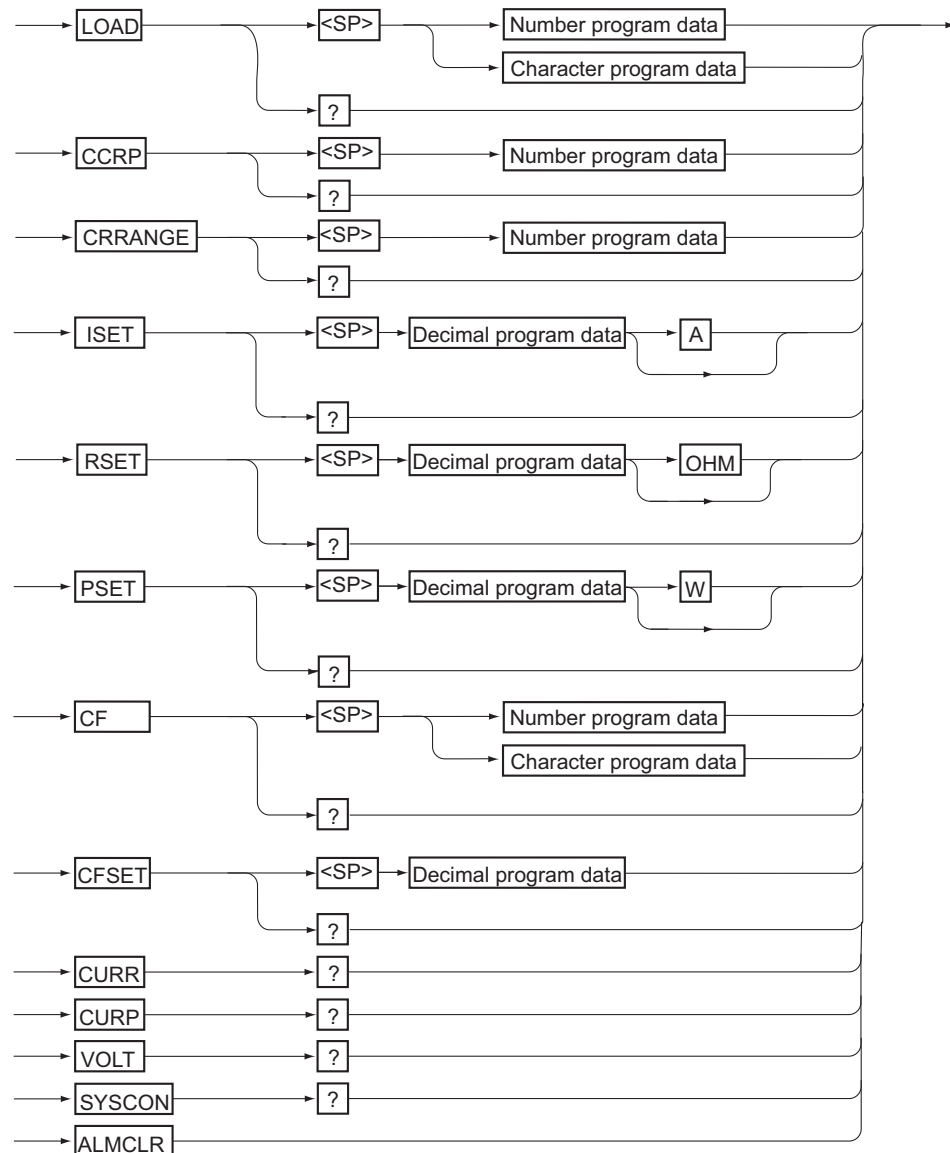 LOAD <SP> Number program data
Character program data
?
CCRP <SP> Number program data
?
CRRANGE <SP> Number program data
?
ISET <SP> Decimal program data A
?
RSET <SP> Decimal program data OHM
?
PSET <SP> Decimal program data W
?
CF <SP> Number program data
Character program data
?
CFSET <SP> Decimal program data
?
CURR ?
CURP ?
VOLT ?
SYSCON ?
ALMCLR